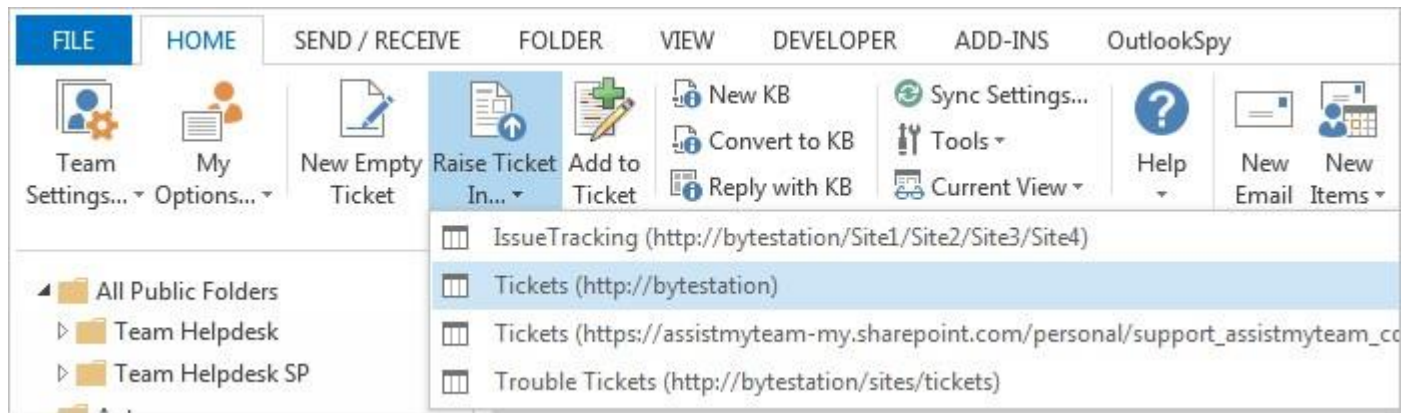 FILE HOME SEND / RECEIVE FOLDER VIEW DEVELOPER ADD-INS OutlookSpy
Team Settings...
My Options...
New Empty Ticket
Raise Ticket In...
Add to Ticket
New KB
Convert to KB
Reply with KB
Sync Settings...
Tools
Current View
Help
New Email
New Items
IssueTracking (http://bytestation/Site1/Site2/Site3/Site4)
Tickets (http://bytestation)
Tickets (https://assistmyteam-my.sharepoint.com/personal/support_assistmyteam_cc
Trouble Tickets (http://bytestation/sites/tickets)
All Public Folders
Team Helpdesk
Team Helpdesk SP